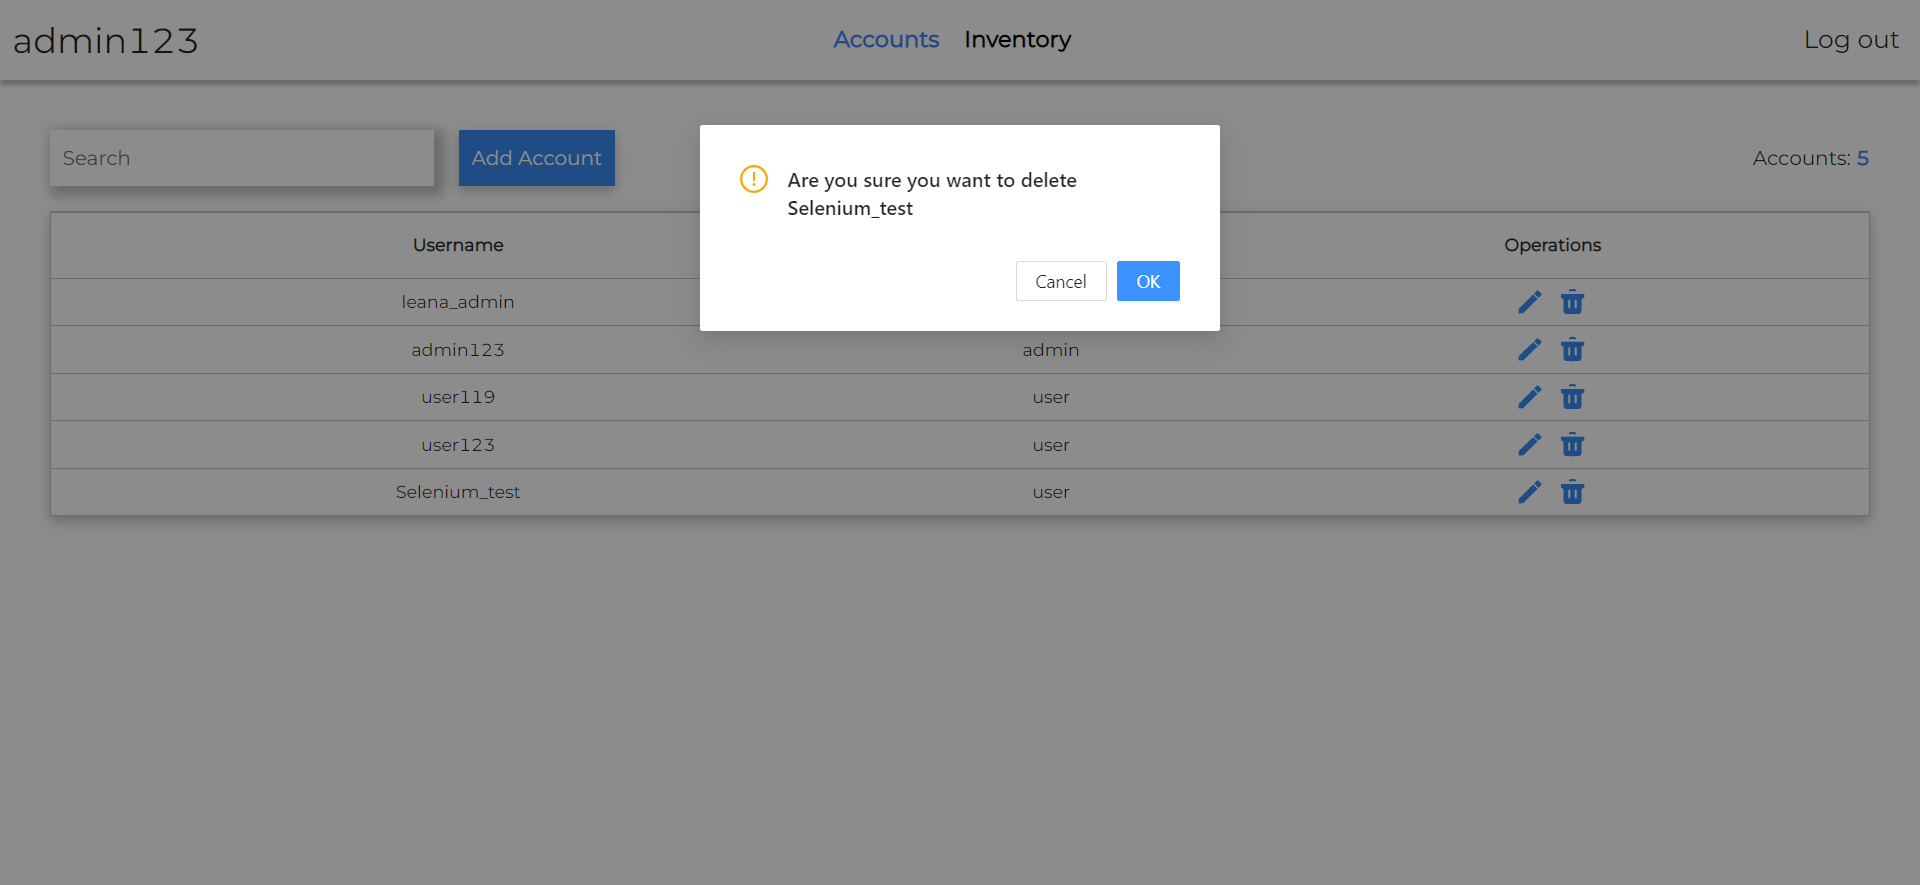 admin123
Accounts Inventory
Log out
Search
Add Account
Accounts: 5
Are you sure you want to delete
Selenium_test
Cancel OK
Username Operations
leana_admin
admin123 admin
user119 user
user123 user
Selenium_test user